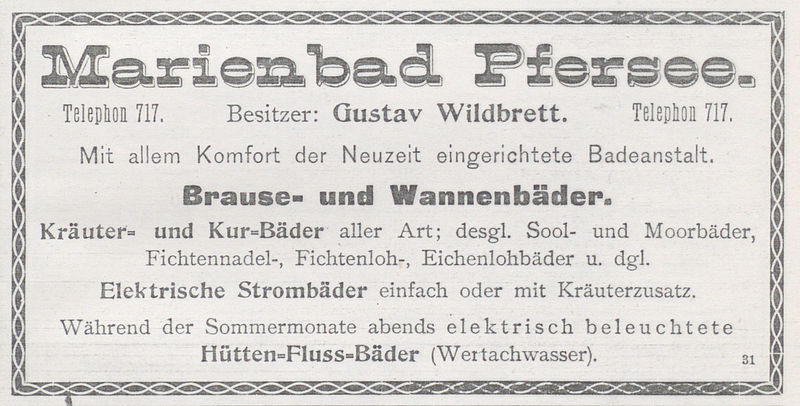 Marienbad Pfersee.
Telephon 717. Besitzer: Gustav Wildbrett. Telephon 717.
Mit allem Komfort der Neuzeit eingerichtete Badeanstalt.
Brause- und Wannenbäder.
Kräuter- und Kur-Bäder aller Art; desgl. Sool- und Moorbäder,
Fichtennadel-, Fichtenloh-, Eichenlohbäder u. dgl.
Elektrische Strombäder einfach oder mit Kräuterzusatz.
Während der Sommermonate abends elektrisch beleuchtete
Hütten-Fluss-Bäder (Wertachwasser).
31